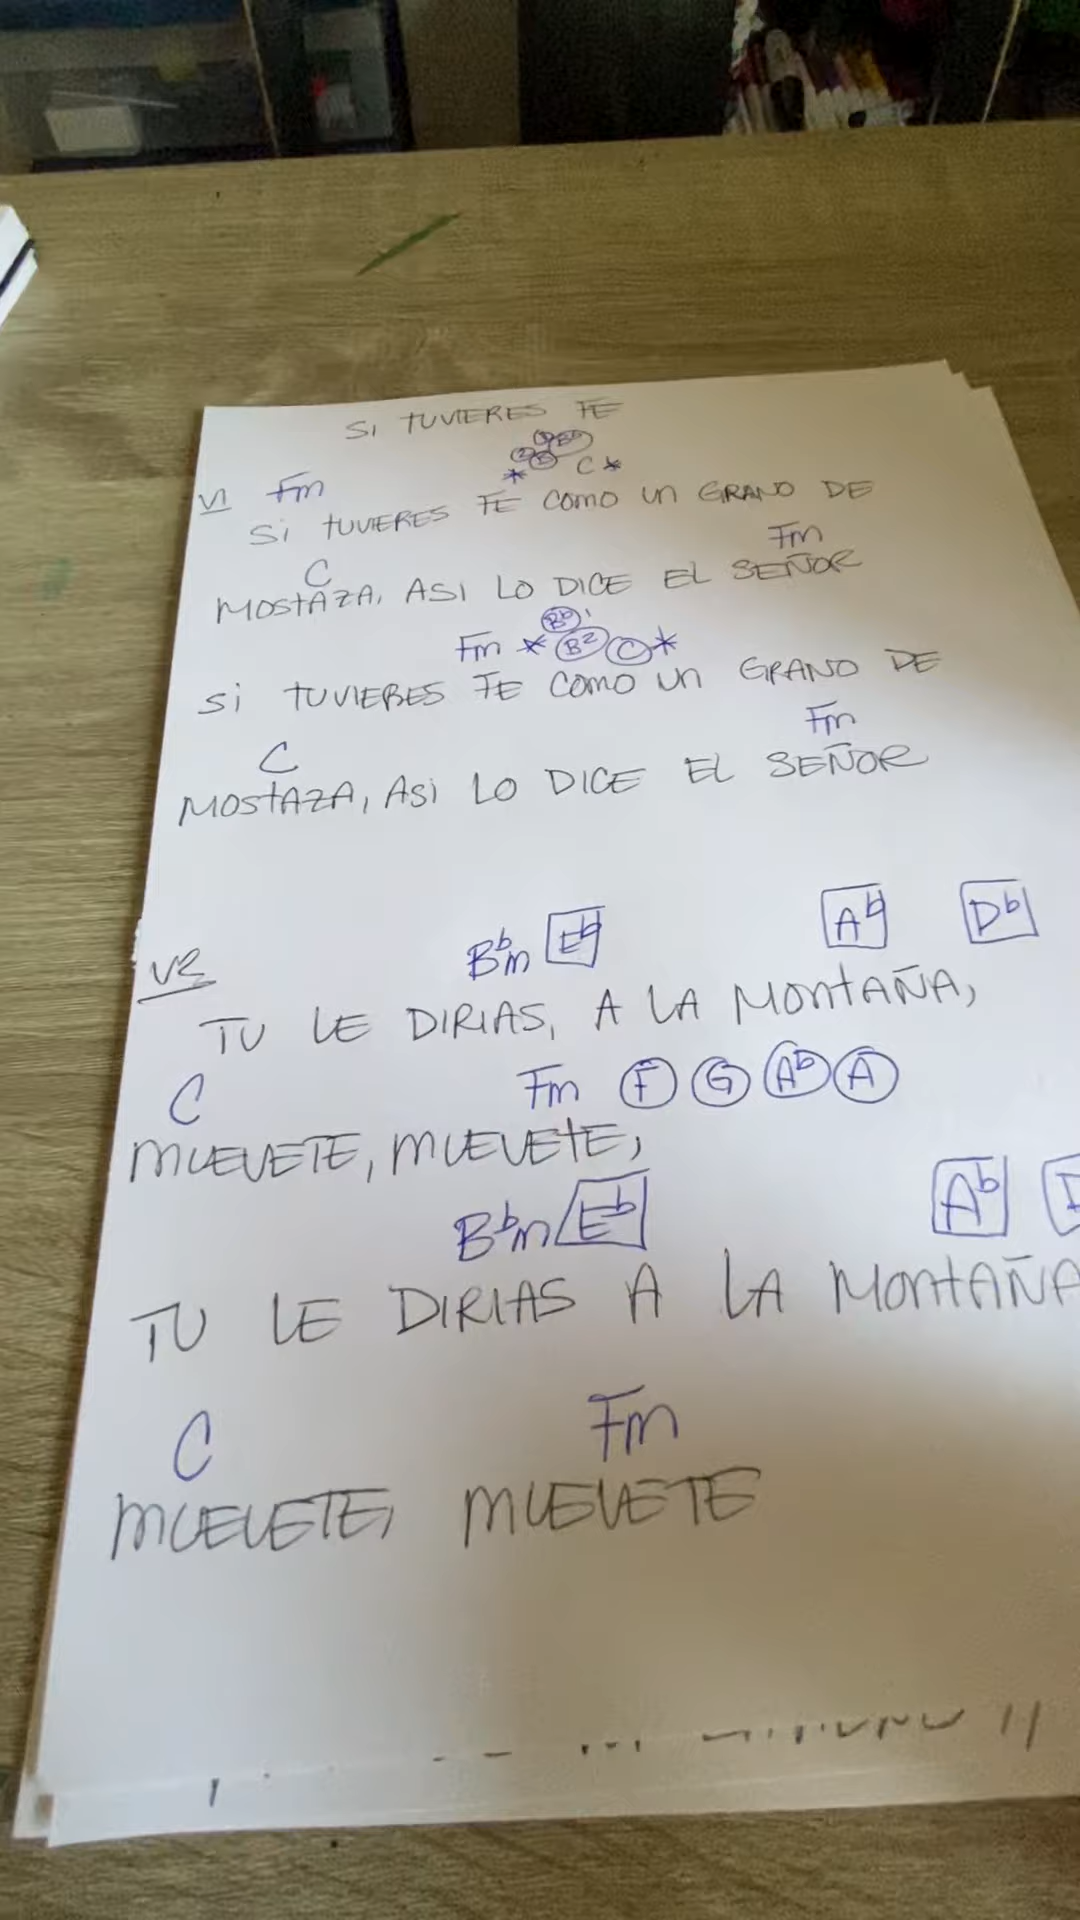 SI TUVIERES FE
* C *
V1 Fm
SI TUVIERES FE COMO UN GRANO DE
C Fm
MOSTAZA, ASI LO DICE EL SEÑOR
Bb
Fm * B2 C *
SI TUVIERES FE COMO UN GRANO DE
C Fm
MOSTAZA, ASI LO DICE EL SEÑOR
Bbm Eb Ab Db
V2
TU LE DIRIAS, A LA MONTAÑA,
C Fm F G Ab A
MUEVETE, MUEVETE,
Bbm Eb Ab
TU LE DIRIAS A LA MONTAÑA
C Fm
MUEVETE, MUEVETE